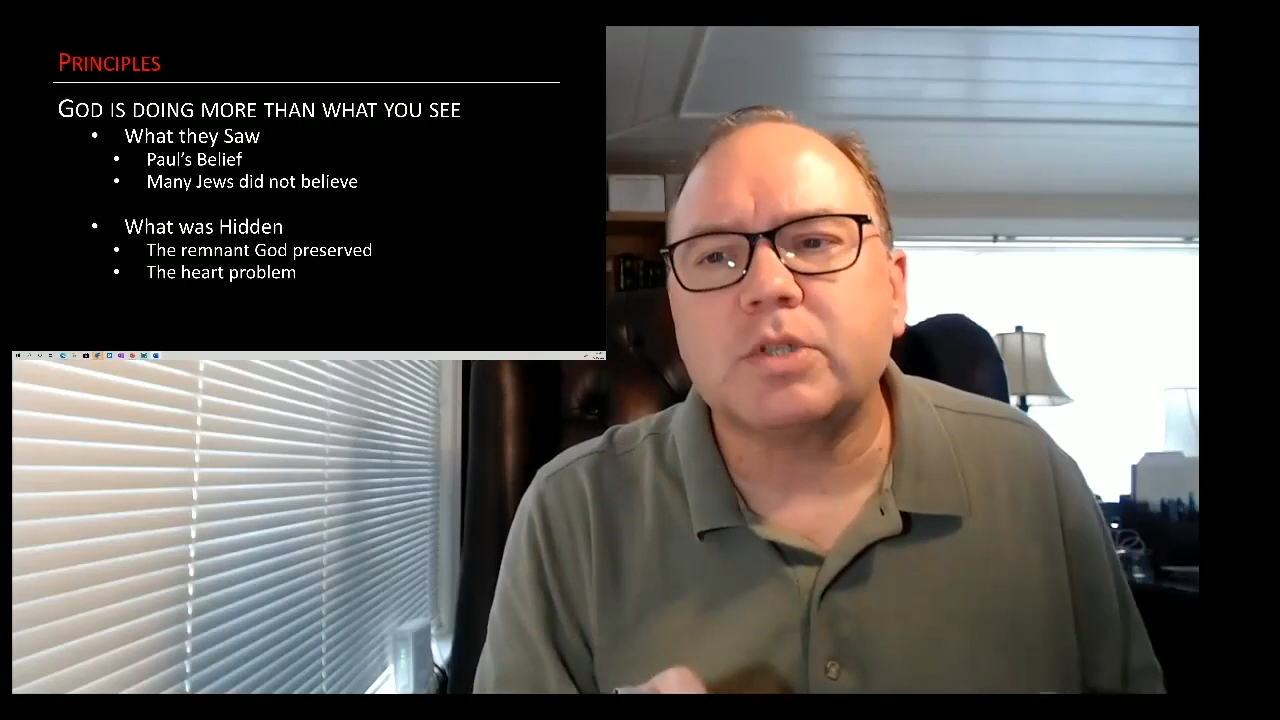 PRINCIPLES
GOD IS DOING MORE THAN WHAT YOU SEE
• What they Saw
• Paul's Belief
• Many Jews did not believe
• What was Hidden
• The remnant God preserved
• The heart problem